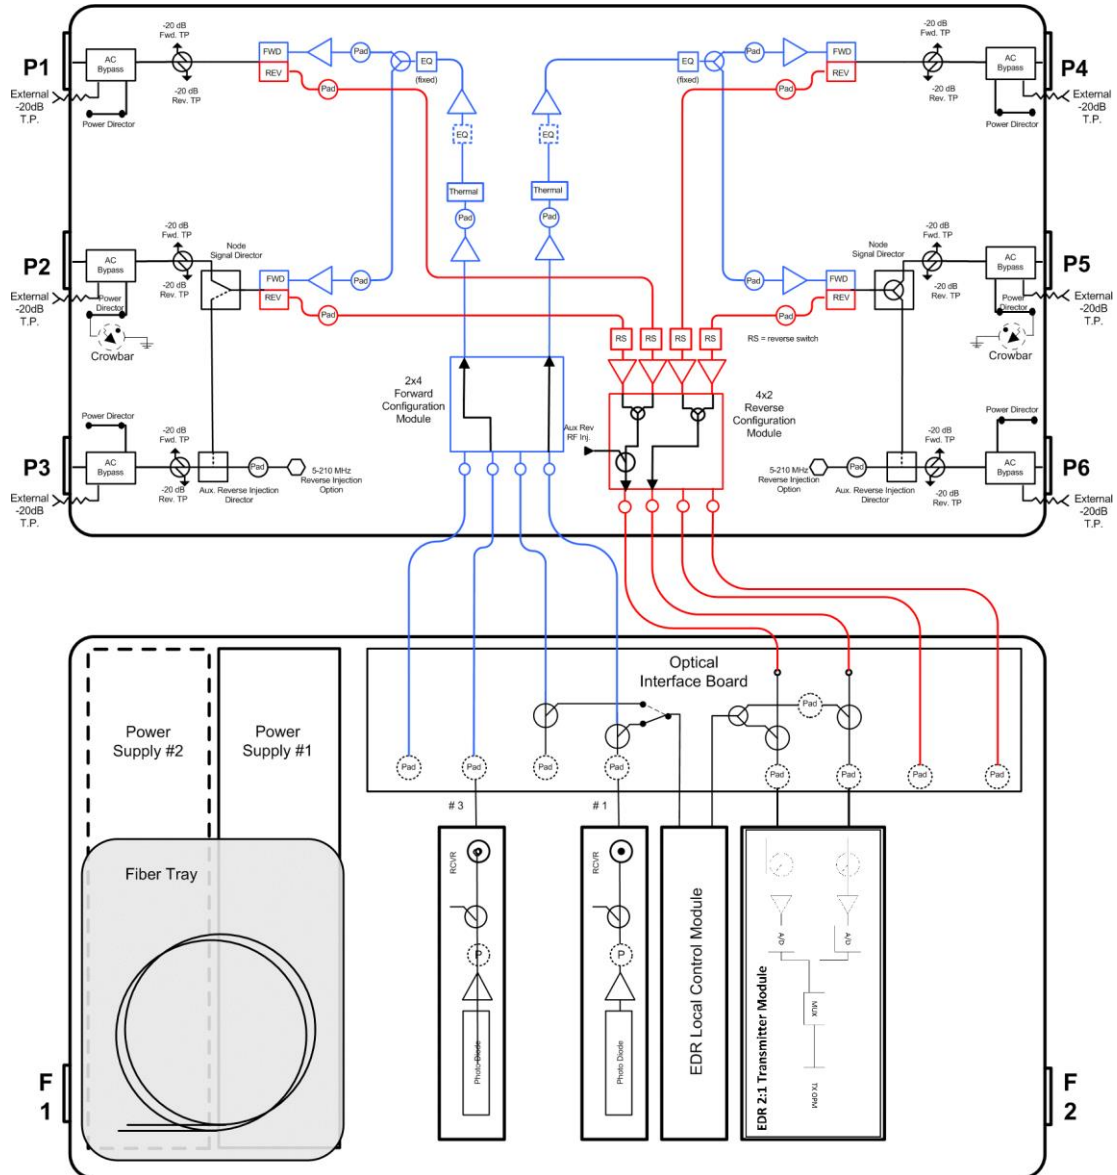 P1
AC
Bypass
External
-20dB
T.P.
Power Director
-20 dB
Fwd. TP
-20 dB
Rev. TP
FWD
REV
Pad
Pad
EQ
(fixed)
EQ
Thermal
Pad
EQ
(fixed)
EQ
Thermal
Pad
Pad
Pad
FWD
REV
-20 dB
Fwd. TP
-20 dB
Rev. TP
AC
Bypass
Power Director
P4
External
-20dB
T.P.
P2
AC
Bypass
External
-20dB
T.P.
Power
Director
Crowbar
-20 dB
Fwd. TP
-20 dB
Rev. TP
Node
Signal Director
FWD
REV
Pad
Pad
Pad
Pad
FWD
REV
Node
Signal Director
-20 dB
Fwd. TP
-20 dB
Rev. TP
AC
Bypass
Power
Director
Crowbar
P5
External
-20dB
T.P.
RS
RS
RS
RS
RS = reverse switch
2x4
Forward
Configuration
Module
4x2
Reverse
Configuration
Module
Aux Rev
RF Inj.
P3
Power Director
AC
Bypass
External
-20dB
T.P.
-20 dB
Fwd. TP
-20 dB
Rev. TP
Aux. Reverse Injection
Director
Pad
5-210 MHz
Reverse Injection
Option
5-210 MHz
Reverse Injection
Option
Pad
Aux. Reverse Injection
Director
-20 dB
Fwd. TP
-20 dB
Rev. TP
Power Director
AC
Bypass
P6
External
-20dB
T.P.
Optical
Interface Board
Pad
Pad
Pad
Pad
Pad
Pad
Pad
Pad
Pad
Power
Supply #2
Power
Supply #1
Fiber Tray
# 3
# 1
RCVR
P
Photo Diode
RCVR
P
Photo Diode
EDR Local Control Module
EDR 2:1 Transmitter Module
A/D
A/D
MUX
TX OPM
F
1
F
2